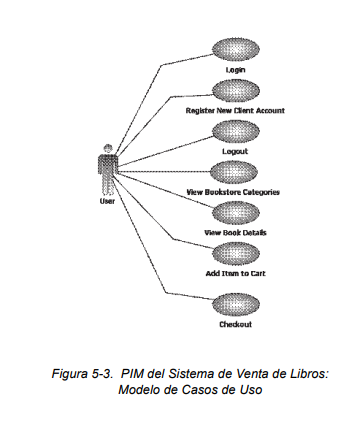 Login
Register New Client Account
Logout
View Bookstore Categories
User
View Book Details
Add Item to Cart
Checkout
Figura 5-3. PIM del Sistema de Venta de Libros:
Modelo de Casos de Uso